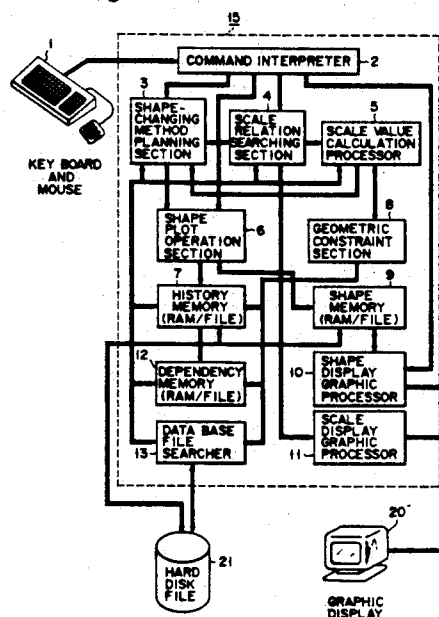 15
1
COMMAND INTERPRETER
2
3
4
5
SHAPE-
CHANGING
METHOD
PLANNING
SECTION
SCALE
RELATION
SEARCHING
SECTION
SCALE VALUE
CALCULATION
PROCESSOR
KEY BOARD
AND
MOUSE
8
SHAPE
PLOT
OPERATION
SECTION
6
GEOMETRIC
CONSTRAINT
SECTION
7
9
HISTORY
MEMORY
(RAM/FILE)
SHAPE
MEMORY
(RAM/FILE)
12
DEPENDENCY
MEMORY
(RAM/FILE)
SHAPE
DISPLAY
GRAPHIC
PROCESSOR
10
DATA BASE
FILE
SEARCHER
13
SCALE
DISPLAY
GRAPHIC
PROCESSOR
11
20
HARD
DISK
FILE
21
GRAPHIC
DISPLAY